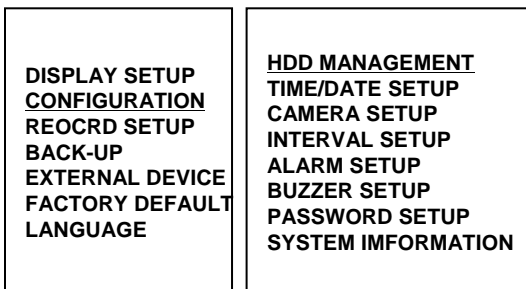 DISPLAY SETUP
CONFIGURATION
REOCRD SETUP
BACK-UP
EXTERNAL DEVICE
FACTORY DEFAULT
LANGUAGE
HDD MANAGEMENT
TIME/DATE SETUP
CAMERA SETUP
INTERVAL SETUP
ALARM SETUP
BUZZER SETUP
PASSWORD SETUP
SYSTEM IMFORMATION